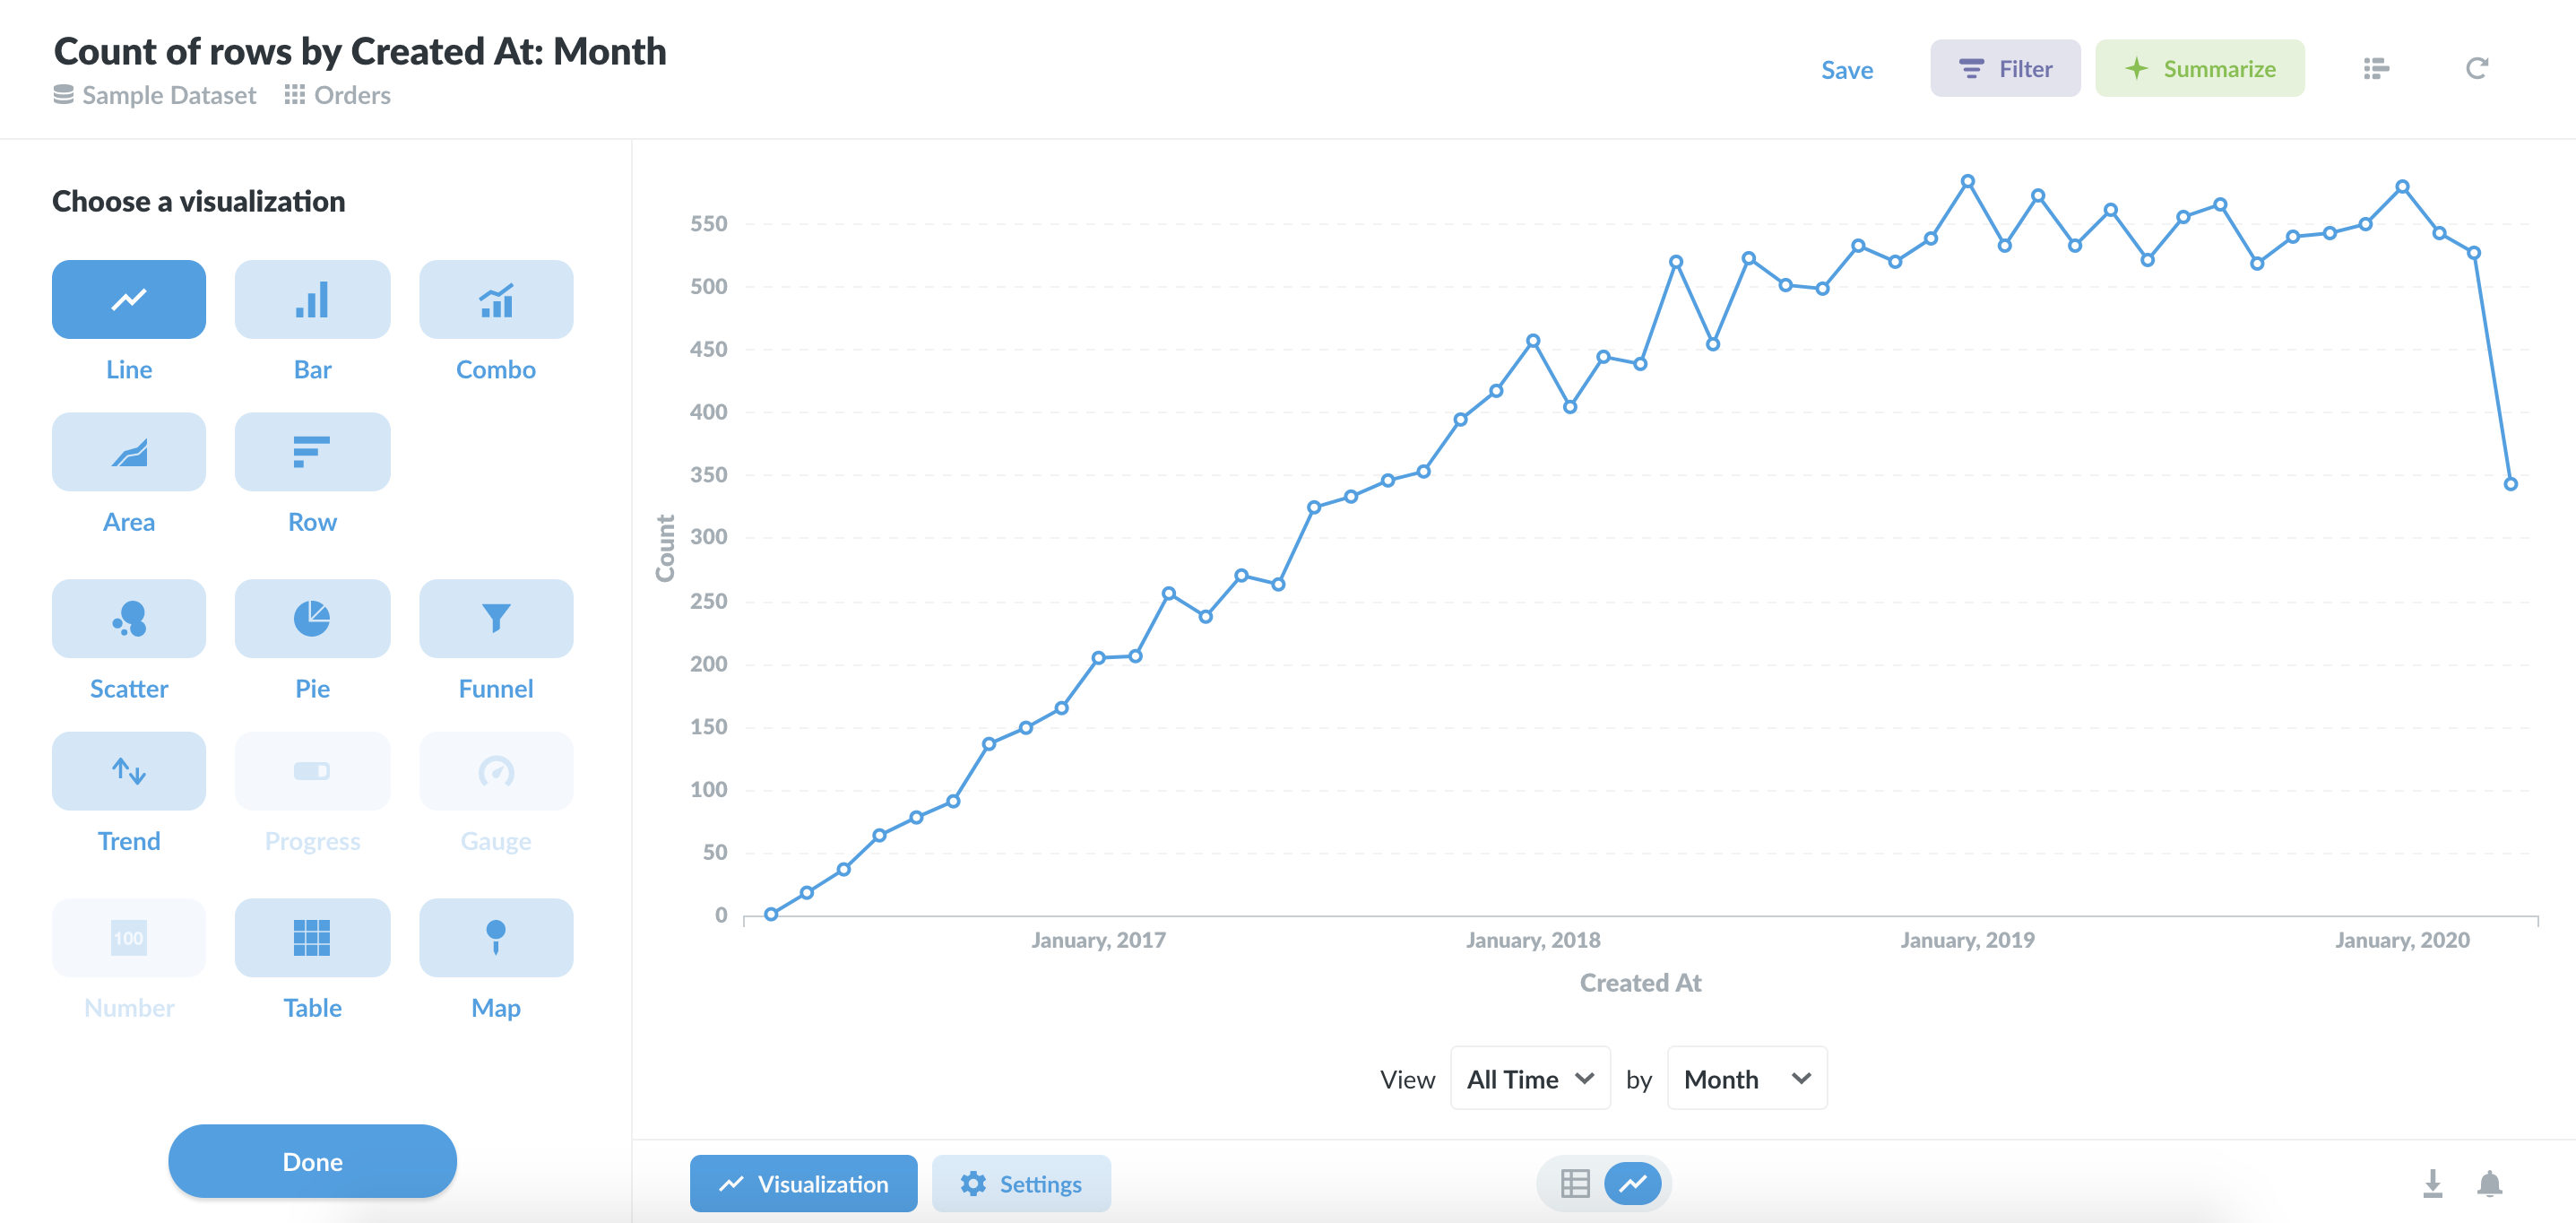 Count of rows by Created At: Month
Sample Dataset Orders
Save
Filter
Summarize
Choose a visualization
Line Bar Combo
Area Row
Scatter Pie Funnel
Trend Progress Gauge
100
Number Table Map
Done
Count
550
500
450
400
350
300
250
200
150
100
50
0
January, 2017 January, 2018 January, 2019 January, 2020
Created At
View All Time by Month
Visualization Settings